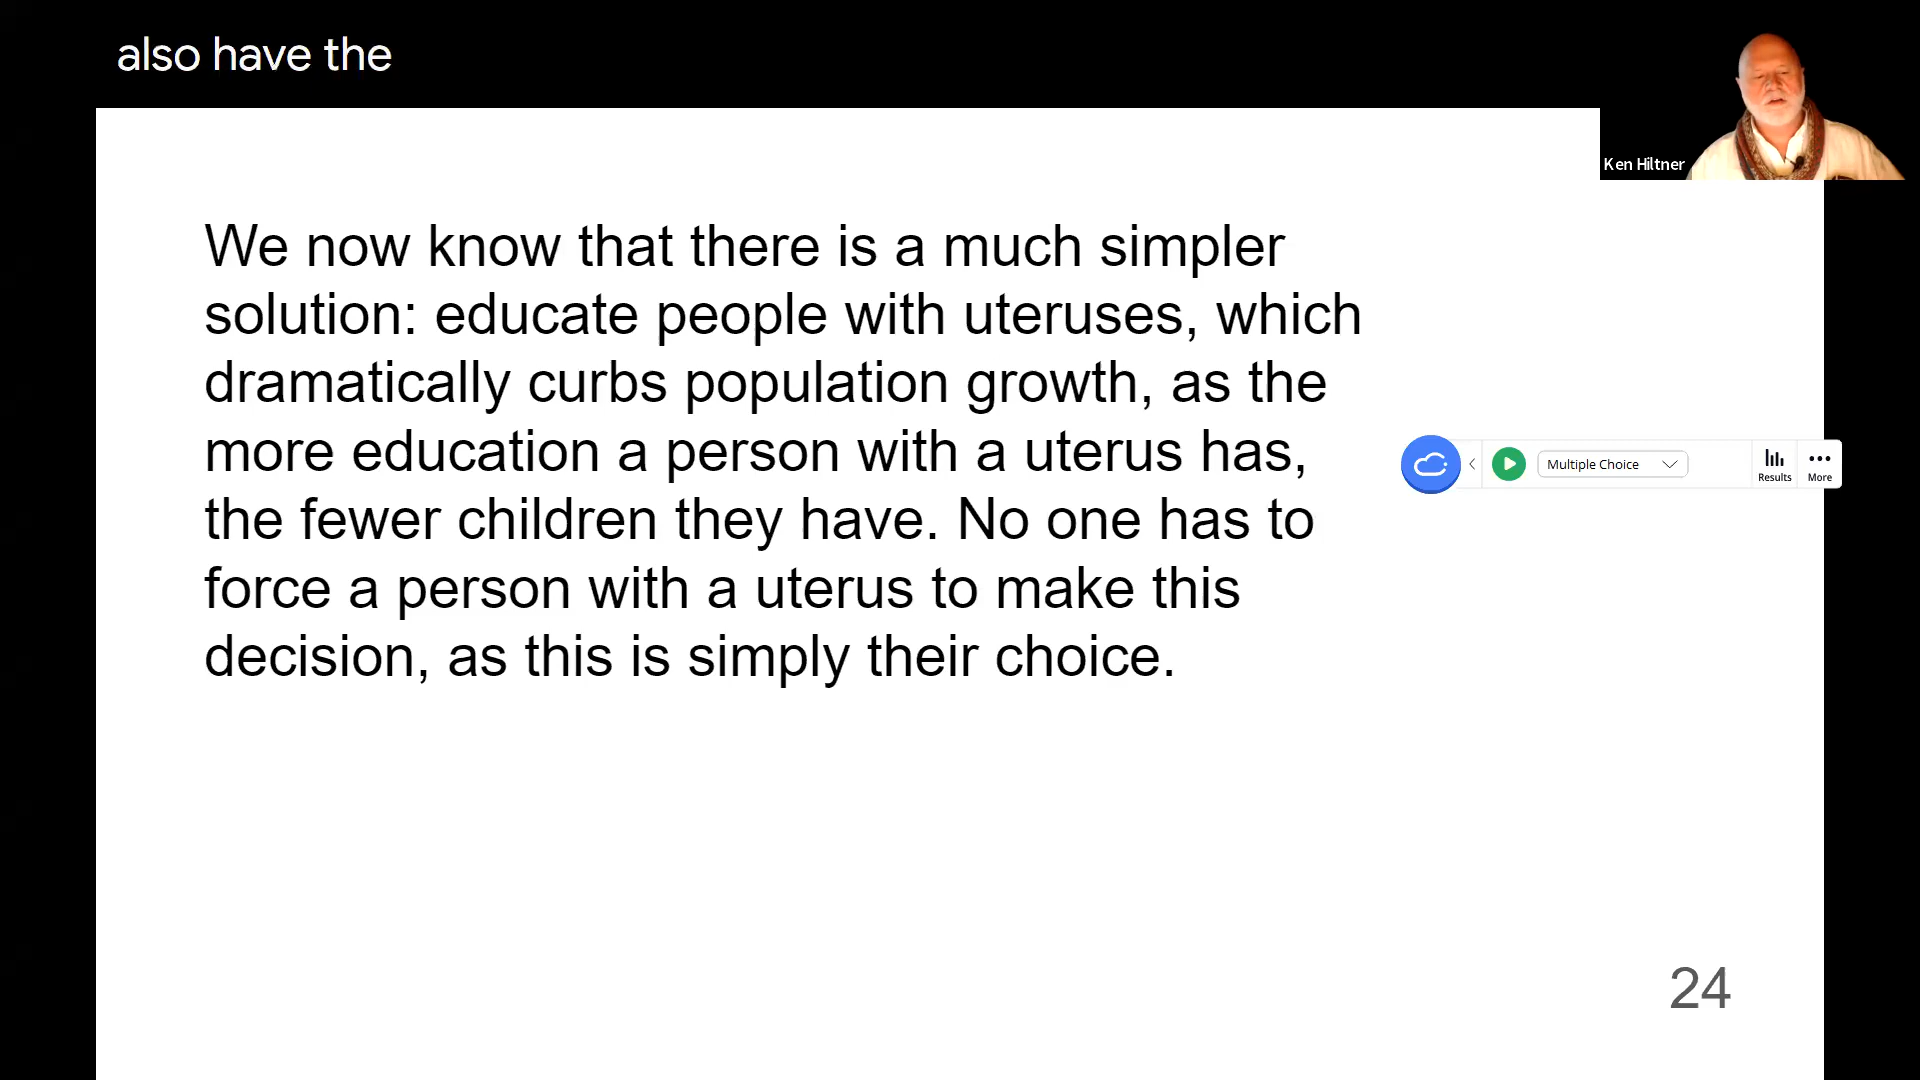 also have the
Ken Hiltner
We now know that there is a much simpler
solution: educate people with uteruses, which
dramatically curbs population growth, as the
more education a person with a uterus has,
the fewer children they have. No one has to
force a person with a uterus to make this
decision, as this is simply their choice.
Multiple Choice
Results
More
24